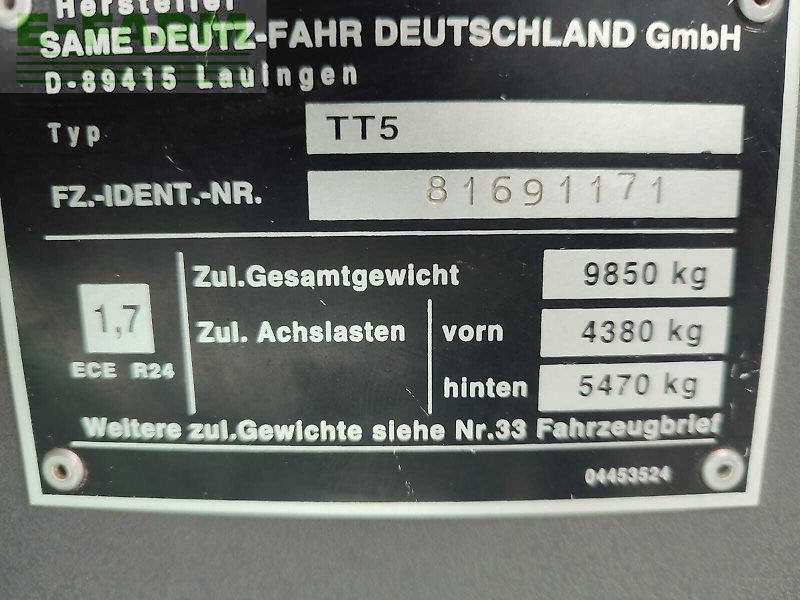 Hersteller
E-FARM
SAME DEUTZ-FAHR DEUTSCHLAND GmbH
D-89415 Lauingen
Typ TT5
FZ.-IDENT.-NR. 81691171
1,7
ECE R24
Zul.Gesamtgewicht 9850 kg
Zul. Achslasten vorn 4380 kg
hinten 5470 kg
Weitere zul.Gewichte siehe Nr.33 Fahrzeugbrief
04453524